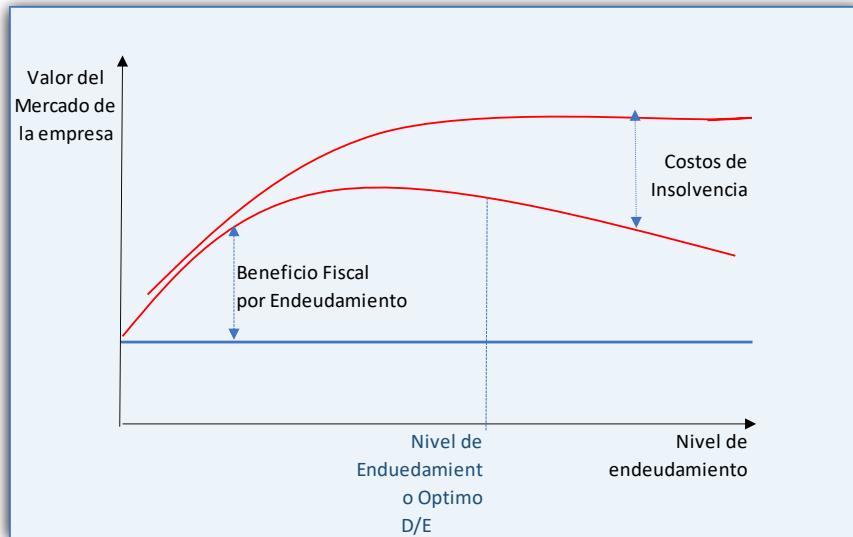 Valor del
Mercado de
la empresa
Costos de
Insolvencia
Beneficio Fiscal
por Endeudamiento
Nivel de
Enduedamient
o Optimo
D/E
Nivel de
endeudamiento